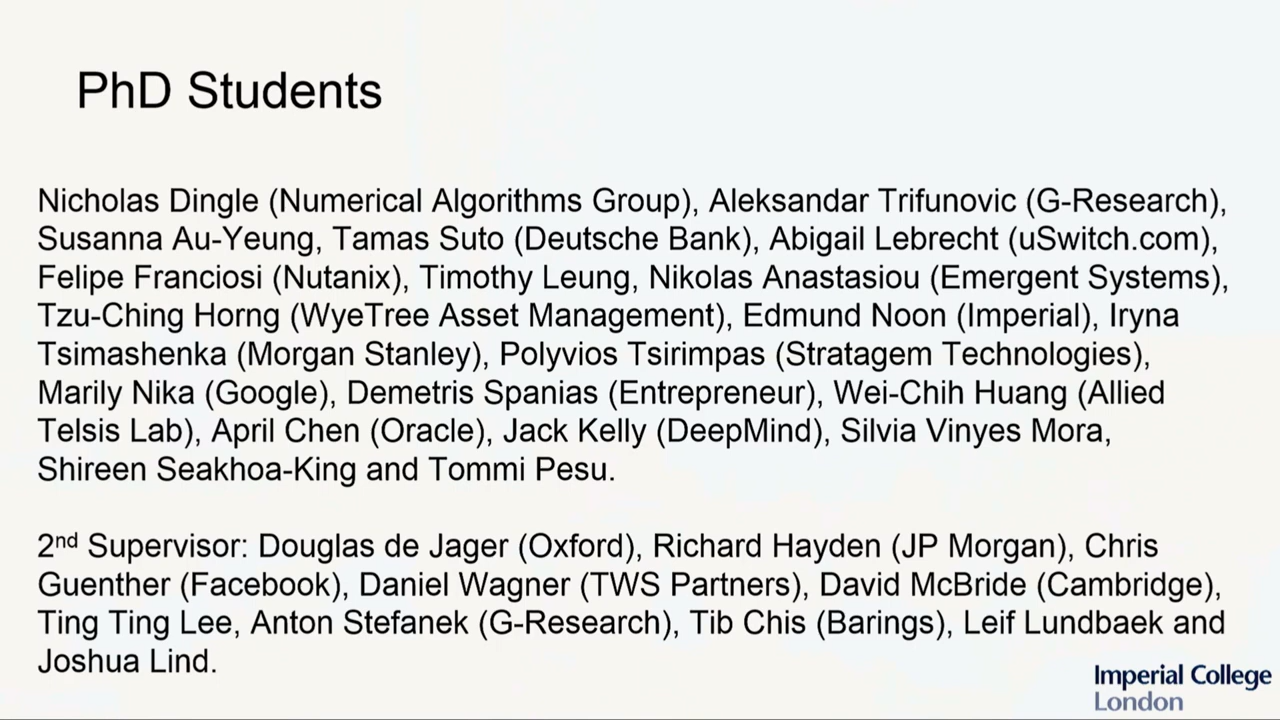 PhD Students
Nicholas Dingle (Numerical Algorithms Group), Aleksandar Trifunovic (G-Research),
Susanna Au-Yeung, Tamas Suto (Deutsche Bank), Abigail Lebrecht (uSwitch.com),
Felipe Franciosi (Nutanix), Timothy Leung, Nikolas Anastasiou (Emergent Systems),
Tzu-Ching Horng (WyeTree Asset Management), Edmund Noon (Imperial), Iryna
Tsimashenka (Morgan Stanley), Polyvios Tsirimpas (Stratagem Technologies),
Marily Nika (Google), Demetris Spanias (Entrepreneur), Wei-Chih Huang (Allied
Telsis Lab), April Chen (Oracle), Jack Kelly (DeepMind), Silvia Vinyes Mora,
Shireen Seakhoa-King and Tommi Pesu.
2nd Supervisor: Douglas de Jager (Oxford), Richard Hayden (JP Morgan), Chris
Guenther (Facebook), Daniel Wagner (TWS Partners), David McBride (Cambridge),
Ting Ting Lee, Anton Stefanek (G-Research), Tib Chis (Barings), Leif Lundbaek and
Joshua Lind.
Imperial College
London